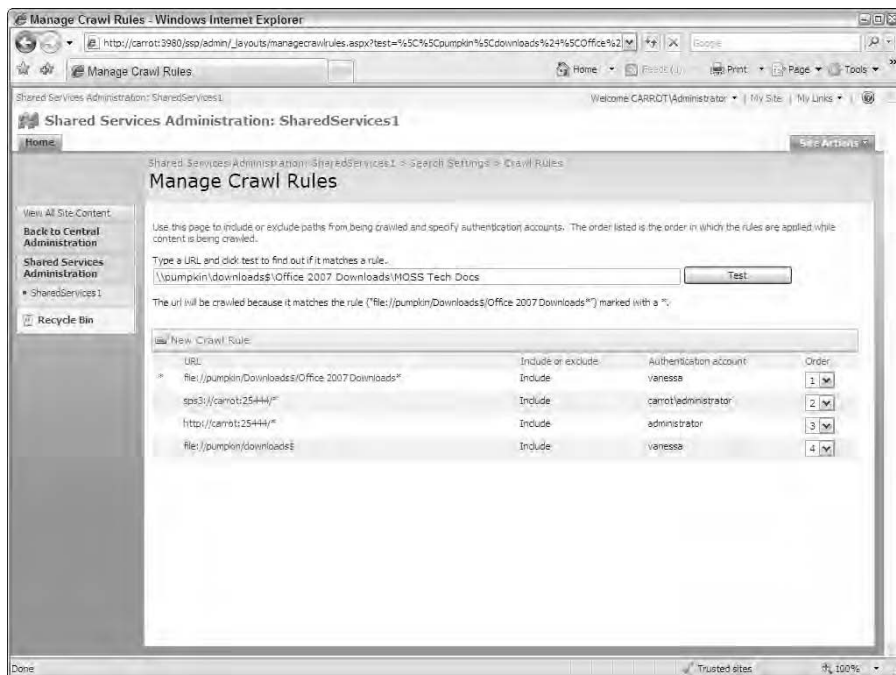 Manage Crawl Rules - Windows Internet Explorer
http://carrot:3980/ssp/admin/_layouts/managecrawlrules.aspx?test=%5C%5Cpumpkin%5Cdownloads%24%5COffice%2
Google
Manage Crawl Rules
Home
Feeds (J)
Print
Page
Tools
Shared Services Administration: SharedServices1
Welcome CARROT\Administrator
My Site
My Links
Shared Services Administration: SharedServices1
Home
Site Actions
Shared Services Administration: SharedServices1 > Search Settings > Crawl Rules
Manage Crawl Rules
View All Site Content
Back to Central
Administration
Shared Services
Administration
SharedServices1
Recycle Bin
Use this page to include or exclude paths from being crawled and specify authentication accounts. The order listed is the order in which the rules are applied while
content is being crawled.
Type a URL and click test to find out if it matches a rule.
\\pumpkin\downloads$\Office 2007 Downloads\MOSS Tech Docs
Test
The url will be crawled because it matches the rule ("file://pumpkin/Downloads$/Office 2007 Downloads*") marked with a *.
New Crawl Rule
URL Include or exclude Authentication account Order
* file://pumpkin/Downloads$/Office 2007 Downloads* Include vanessa 1
sps3://carrot:25444/* Include carrot\administrator 2
http://carrot:25444/* Include administrator 3
file://pumpkin/downloads$ Include vanessa 4
Done
Trusted sites
100%